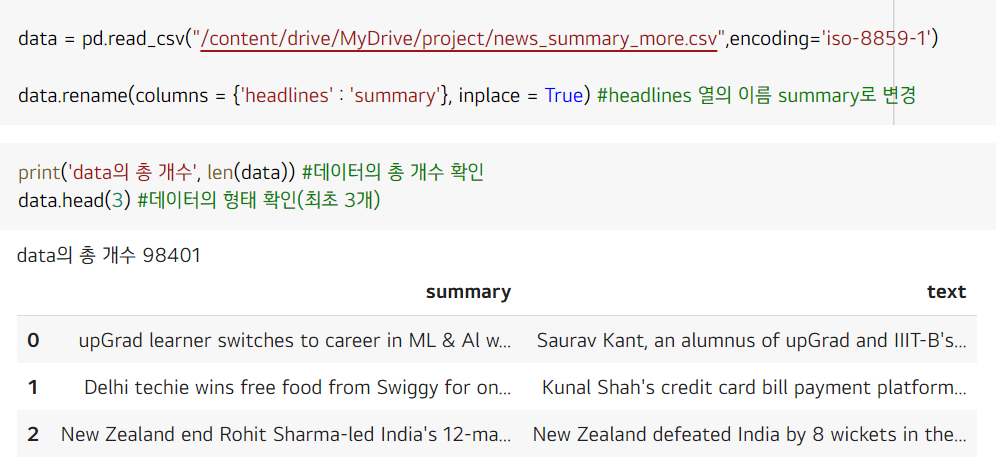 data = pd.read_csv("/content/drive/MyDrive/project/news_summary_more.csv",encoding='iso-8859-1')
data.rename(columns = {'headlines' : 'summary'}, inplace = True) #headlines 열의 이름 summary로 변경
print('data의 총 개수', len(data)) #데이터의 총 개수 확인
data.head(3) #데이터의 형태 확인(최초 3개)
data의 총 개수 98401
summary text
0 upGrad learner switches to career in ML & Al w... Saurav Kant, an alumnus of upGrad and IIIT-B's...
1 Delhi techie wins free food from Swiggy for on... Kunal Shah's credit card bill payment platform...
2 New Zealand end Rohit Sharma-led India's 12-ma... New Zealand defeated India by 8 wickets in the...